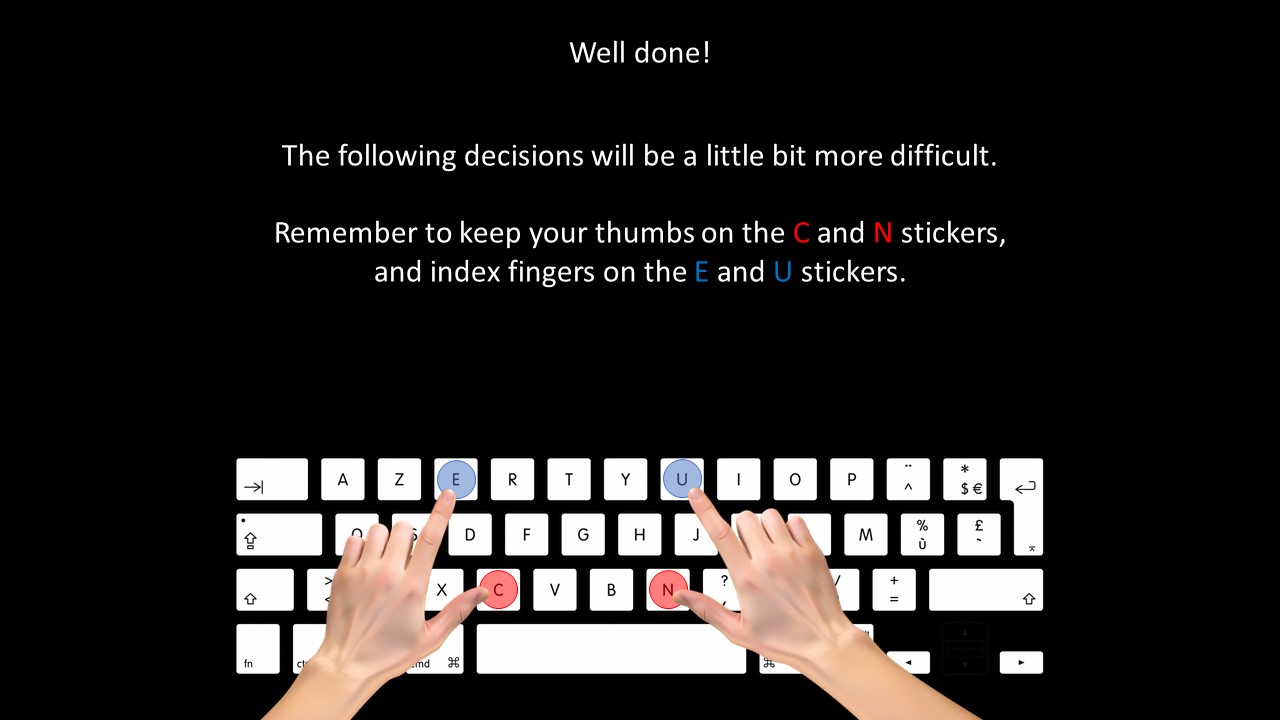 Well done!
The following decisions will be a little bit more difficult.
Remember to keep your thumbs on the C and N stickers,
and index fingers on the E and U stickers.
A Z E R T Y U I O P ¨ ^ * $ €
D F G H J M % ù £ `
X C V B N ? + =
fn cmd ⌘ ⌘